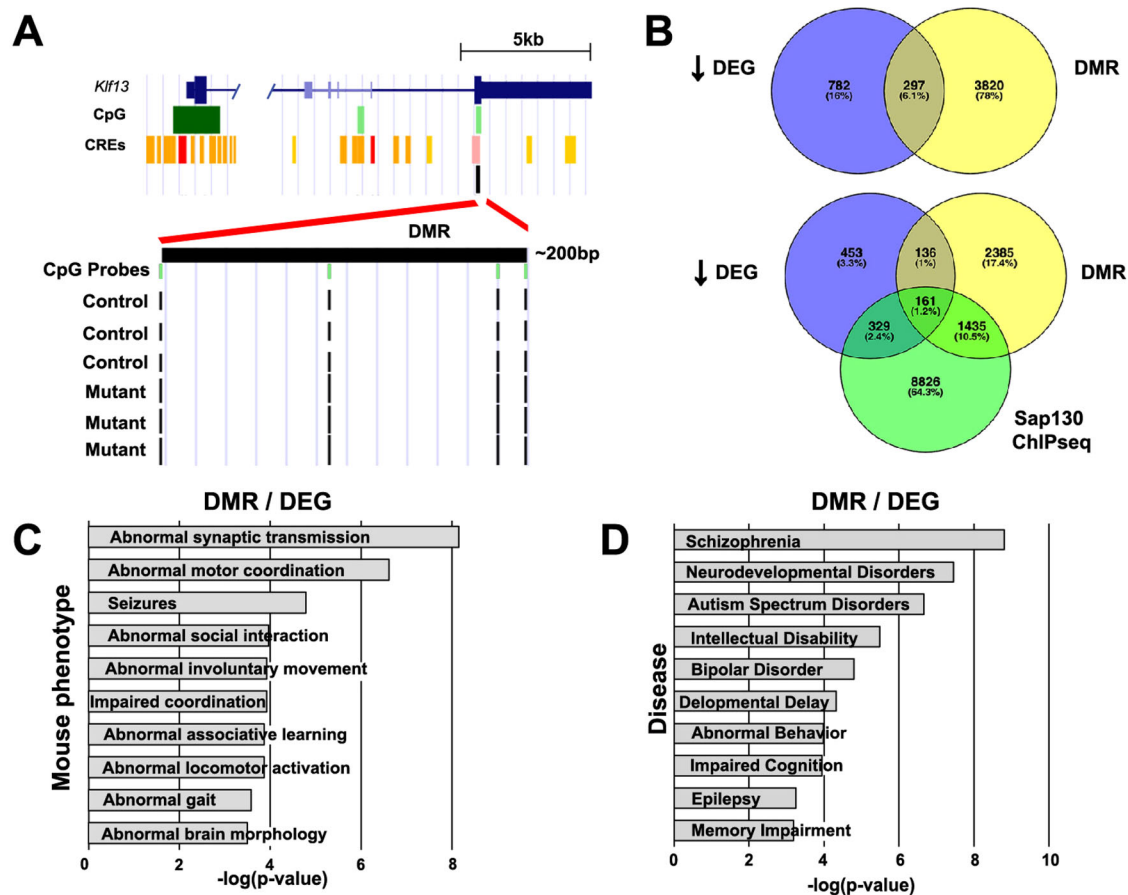 A
5kb
Klf13
CpG
CREs
DMR
~200bp
CpG Probes
Control
Control
Control
Mutant
Mutant
Mutant
B
↓ DEG
DMR
782
(16%)
297
(6.1%)
3820
(78%)
↓ DEG
DMR
453
(3.3%)
136
(1%)
2385
(17.4%)
161
(1.2%)
329
(2.4%)
1435
(10.5%)
8826
(64.3%)
Sap130
ChIPseq
C
DMR / DEG
Mouse phenotype
Abnormal synaptic transmission
Abnormal motor coordination
Seizures
Abnormal social interaction
Abnormal involuntary movement
Impaired coordination
Abnormal associative learning
Abnormal locomotor activation
Abnormal gait
Abnormal brain morphology
0 2 4 6 8
-log(p-value)
D
DMR / DEG
Disease
Schizophrenia
Neurodevelopmental Disorders
Autism Spectrum Disorders
Intellectual Disability
Bipolar Disorder
Delopmental Delay
Abnormal Behavior
Impaired Cognition
Epilepsy
Memory Impairment
0 2 4 6 8 10
-log(p-value)